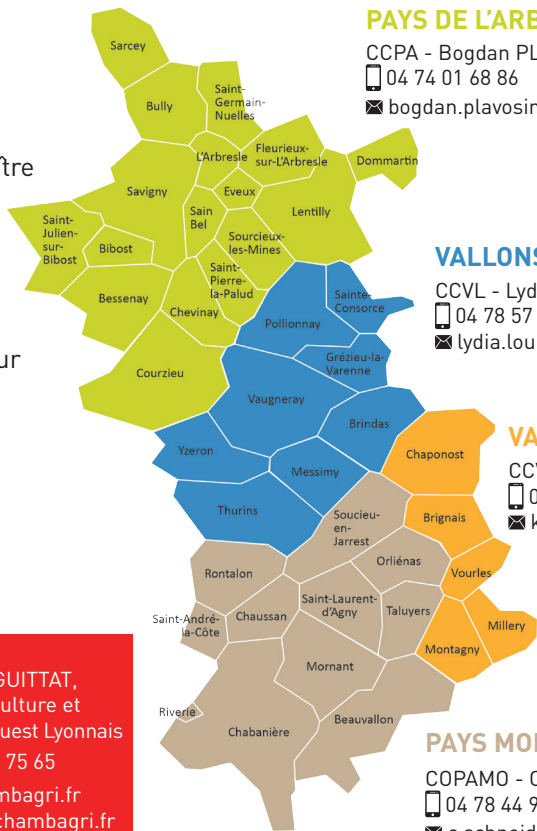 PAYS DE L'ARB
CCPA - Bogdan PL
04 74 01 68 86
bogdan.plavosin
ître
ur
Sarcey
Bully
Saint-
Germain-
Nuelles
L'Arbresle
Fleurieux-
sur-L'Arbresle
Dommartin
Savigny
Eveux
Sain
Bel
Lentilly
Saint-
Julien-
sur-
Bibost
Bibost
Sourcieux-
les-Mines
Saint-
Pierre-
la-Palud
Bessenay
Chevinay
Courzieu
VALLONS
CCVL - Lyd
04 78 57
lydia.lou
Sainte-
Consorce
Pollionnay
Grézieu-la-
Varenne
Vaugneray
Brindas
Yzeron
Messimy
Thurins
VA
CCV
0
k
Chaponost
Brignais
Vourles
Millery
Montagny
Soucieu-
en-
Jarrest
Orliénas
Rontalon
Saint-Laurent-
d'Agny
Taluyers
Saint-André-
la-Côte
Chaussan
Mornant
Riverie
Chabanière
Beauvallon
GUITTAT,
ulture et
uest Lyonnais
75 65
mbagri.fr
chambagri.fr
PAYS MOR
COPAMO - C
04 78 44 9